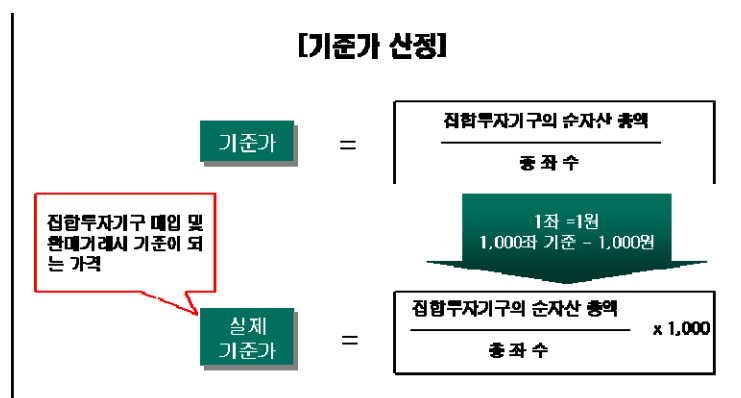 [기준가 산정]
기준가
=
집합투자기구의 순자산 총액
총 좌 수
집합투자기구 매입 및
환매거래시 기준이 되
는 가격
1좌 =1원
1,000좌 기준 – 1,000원
실제
기준가
=
집합투자기구의 순자산 총액
총 좌 수
x 1,000